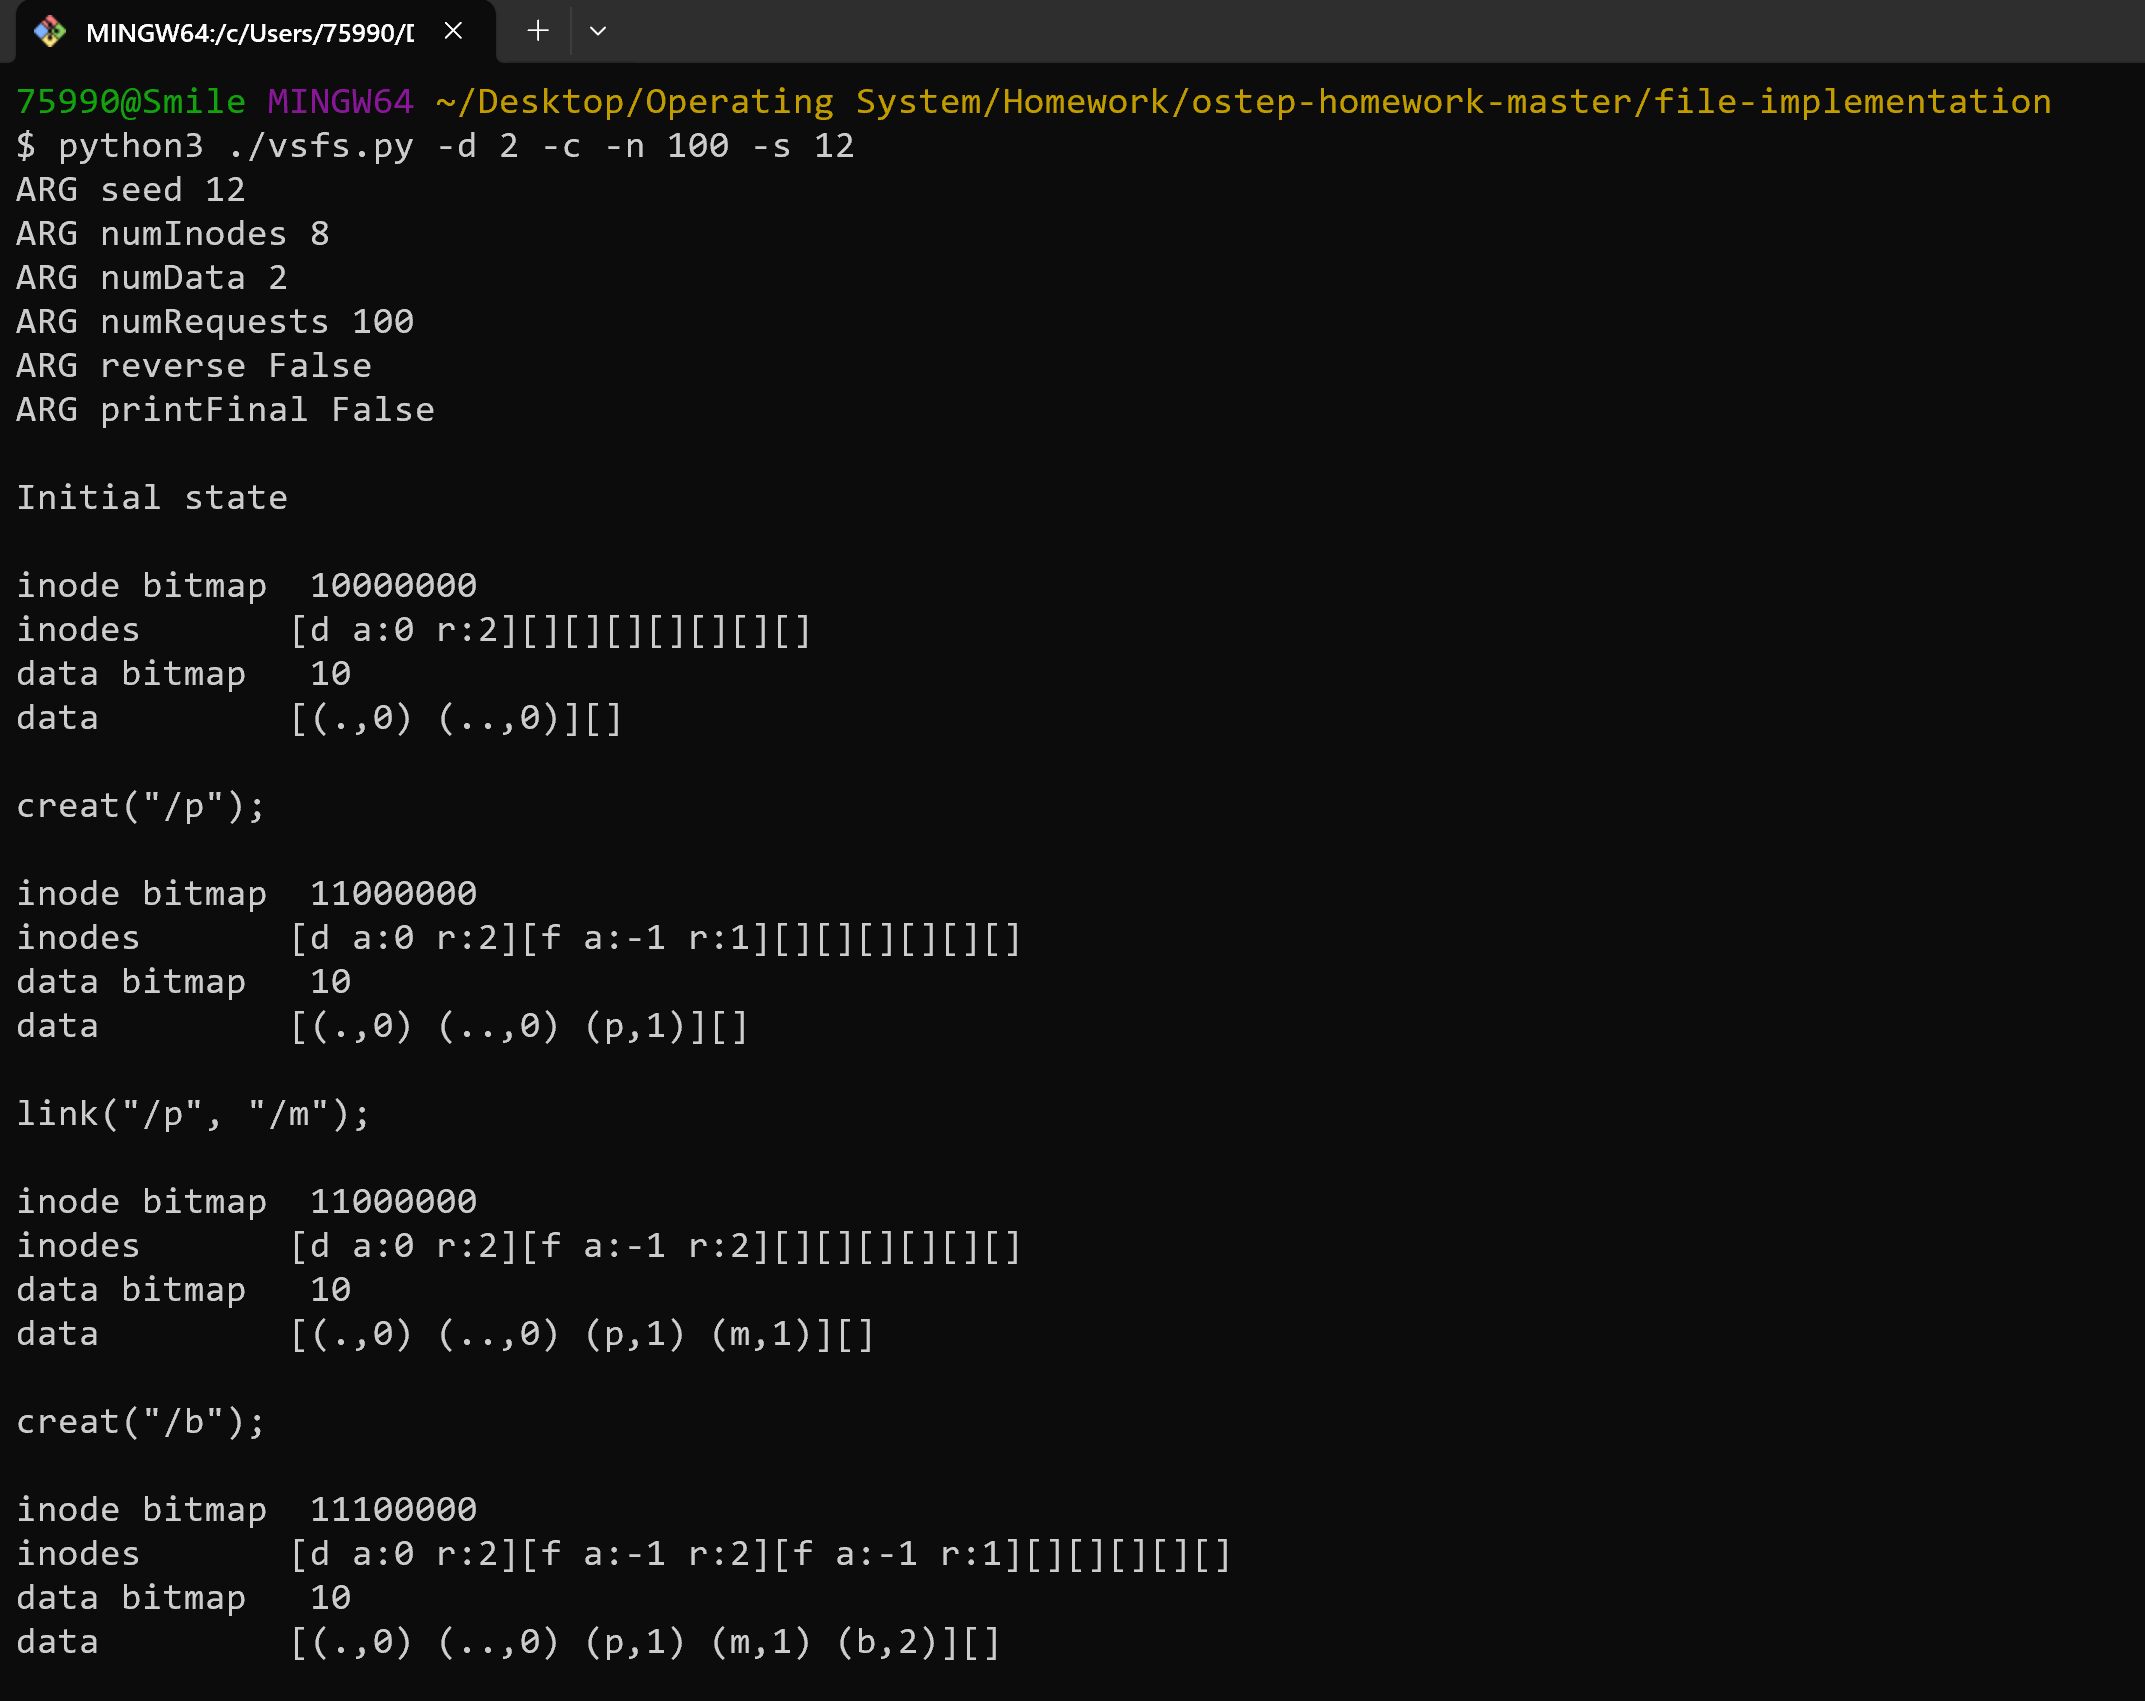 MINGW64:/c/Users/75990/D
75990@Smile MINGW64 ~/Desktop/Operating System/Homework/ostep-homework-master/file-implementation
$ python3 ./vsfs.py -d 2 -c -n 100 -s 12
ARG seed 12
ARG numInodes 8
ARG numData 2
ARG numRequests 100
ARG reverse False
ARG printFinal False

Initial state

inode bitmap  10000000
inodes       [d a:0 r:2][][][][][][][]
data bitmap   10
data         [(.,0) (..,0)][]

creat("/p");

inode bitmap  11000000
inodes       [d a:0 r:2][f a:-1 r:1][][][][][][]
data bitmap   10
data         [(.,0) (..,0) (p,1)][]

link("/p", "/m");

inode bitmap  11000000
inodes       [d a:0 r:2][f a:-1 r:2][][][][][][]
data bitmap   10
data         [(.,0) (..,0) (p,1) (m,1)][]

creat("/b");

inode bitmap  11100000
inodes       [d a:0 r:2][f a:-1 r:2][f a:-1 r:1][][][][][]
data bitmap   10
data         [(.,0) (..,0) (p,1) (m,1) (b,2)][]